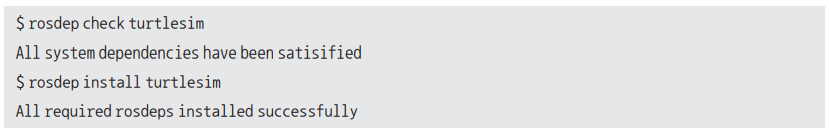 $ rosdep check turtlesim
All system dependencies have been satisified
$ rosdep install turtlesim
All required rosdeps installed successfully